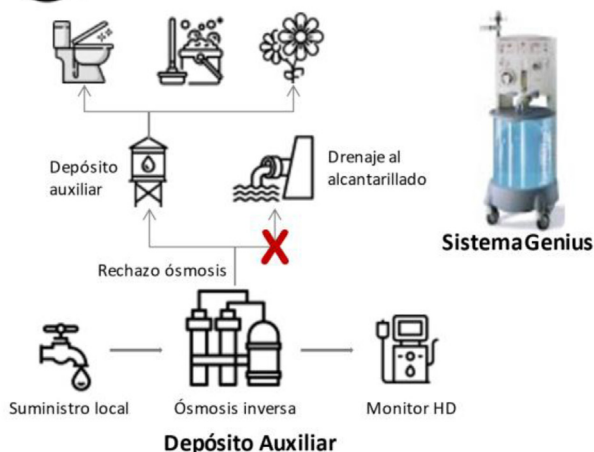 Depósito
auxiliar
Drenaje al
alcantarillado
Sistema Genius
Rechazo ósmosis
Suministro local
Ósmosis inversa
Monitor HD
Depósito Auxiliar